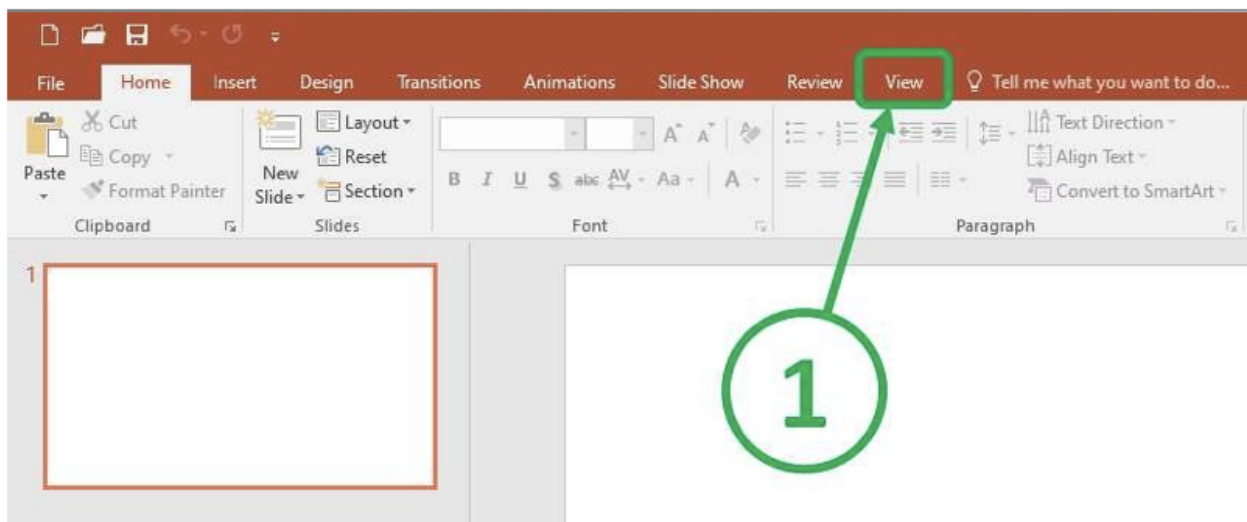 File Home Insert Design Transitions Animations Slide Show Review View Tell me what you want to do...
Paste
Cut
Copy
Format Painter
Clipboard
New
Slide
Layout
Reset
Section
Slides
A A
B I U S abc AV Aa A
Font
Text Direction
Align Text
Convert to SmartArt
Paragraph
1
1